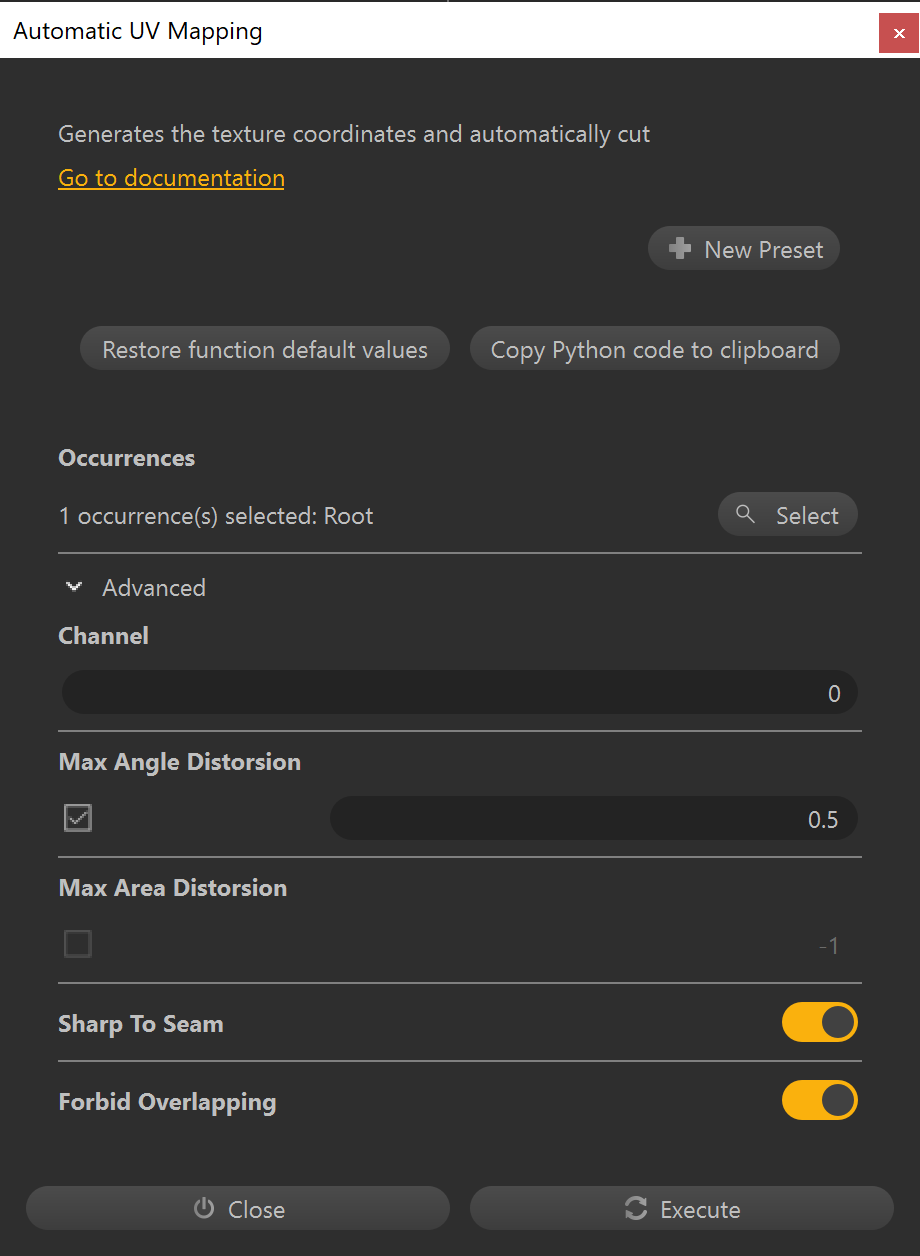 Automatic UV Mapping
Generates the texture coordinates and automatically cut
Go to documentation
New Preset
Restore function default values
Copy Python code to clipboard
Occurrences
1 occurrence(s) selected: Root
Select
Advanced
Channel
0
Max Angle Distorsion
0.5
Max Area Distorsion
-1
Sharp To Seam
Forbid Overlapping
Close
Execute